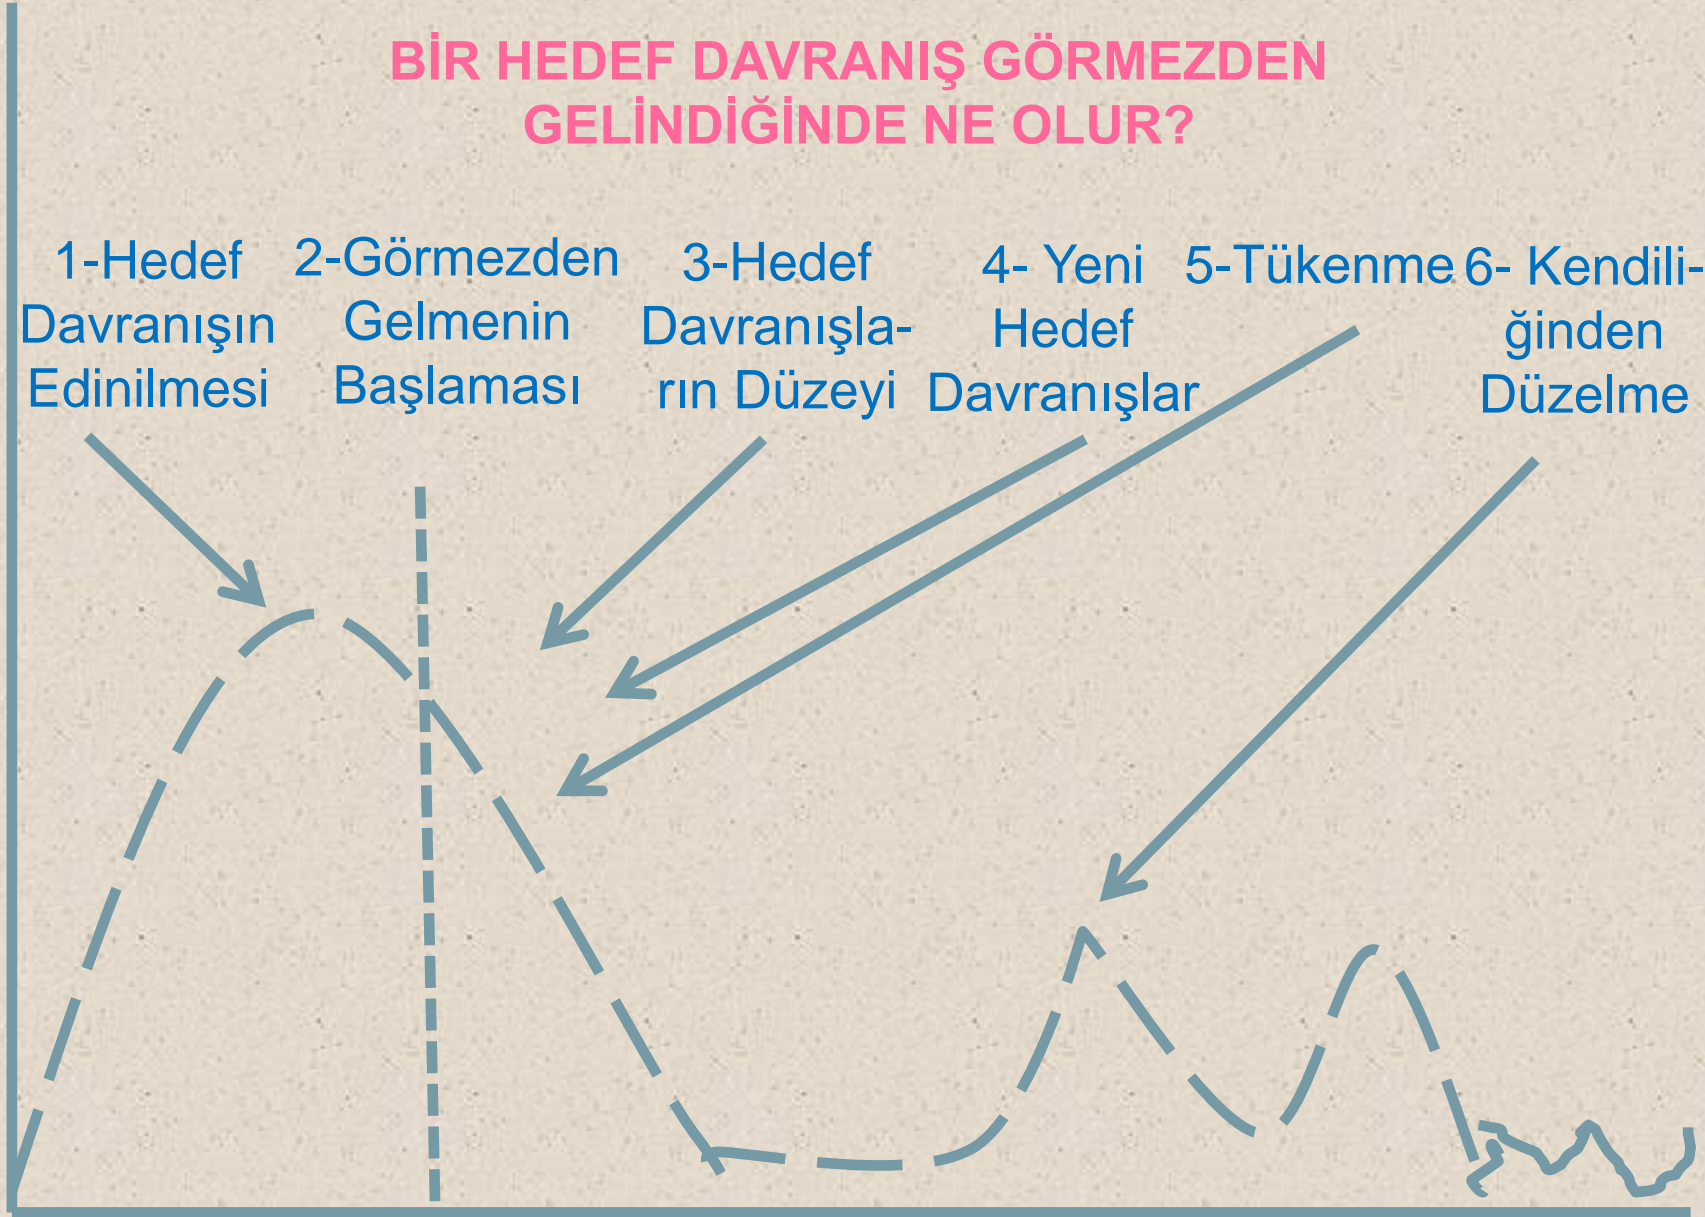 BİR HEDEF DAVRANIŞ GÖRMEZDEN
GELİNDİĞİNDE NE OLUR?
1-Hedef
Davranışın
Edinilmesi
2-Görmezden
Gelmenin
Başlaması
3-Hedef
Davranışla-
rın Düzeyi
4- Yeni
Hedef
Davranışlar
5-Tükenme
6- Kendili-
ğinden
Düzelme